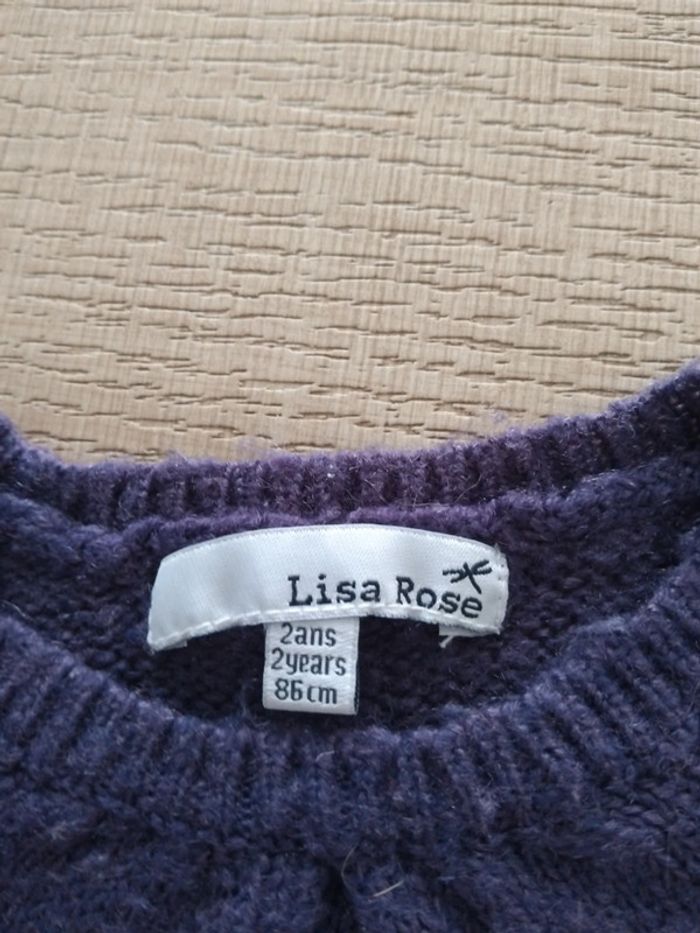 Lisa Rose
2ans
2years
86cm